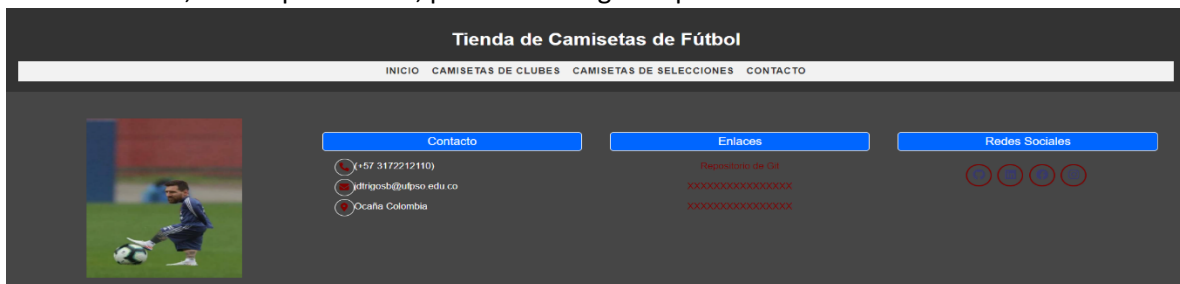 Tienda de Camisetas de Fútbol
INICIO CAMISETAS DE CLUBES CAMISETAS DE SELECCIONES CONTACTO
Contacto
(+57 3172212110)
jdtrigosb@ufpso.edu.co
Ocaña Colombia
Enlaces
Repositorio de Git
XXXXXXXXXXXXXXXX
XXXXXXXXXXXXXXXX
Redes Sociales